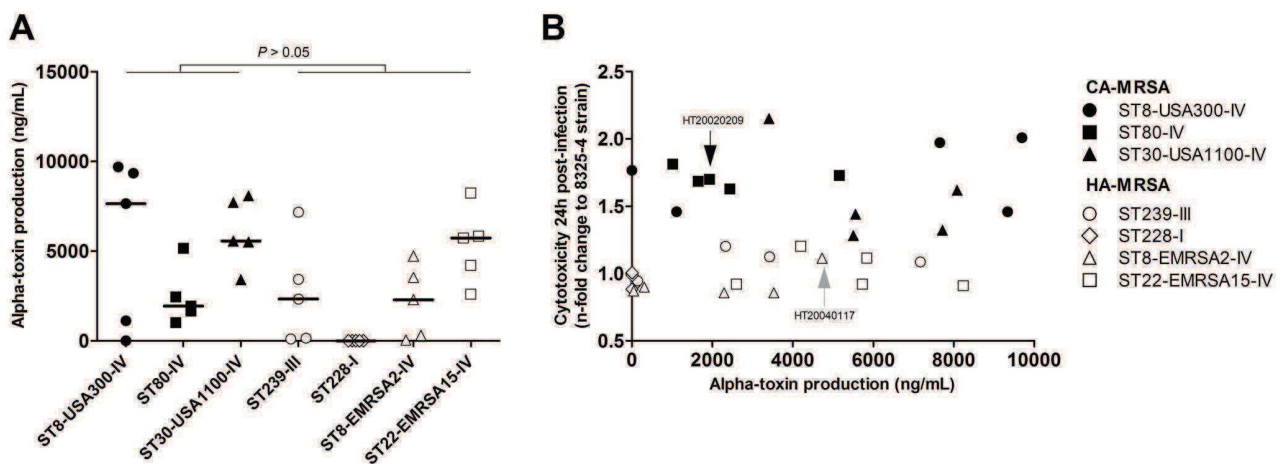 A
P > 0.05
Alpha-toxin production (ng/mL)
15000
10000
5000
0
ST8-USA300-IV
ST80-IV
ST30-USA1100-IV
ST239-III
ST228-I
ST8-EMRSA2-IV
ST22-EMRSA15-IV
B
Cytotoxicity 24h post-infection
(n-fold change to 8325-4 strain)
2.5
2.0
1.5
1.0
0.5
HT20020209
HT20040117
0
2000
4000
6000
8000
10000
Alpha-toxin production (ng/mL)
CA-MRSA
ST8-USA300-IV
ST80-IV
ST30-USA1100-IV
HA-MRSA
ST239-III
ST228-I
ST8-EMRSA2-IV
ST22-EMRSA15-IV